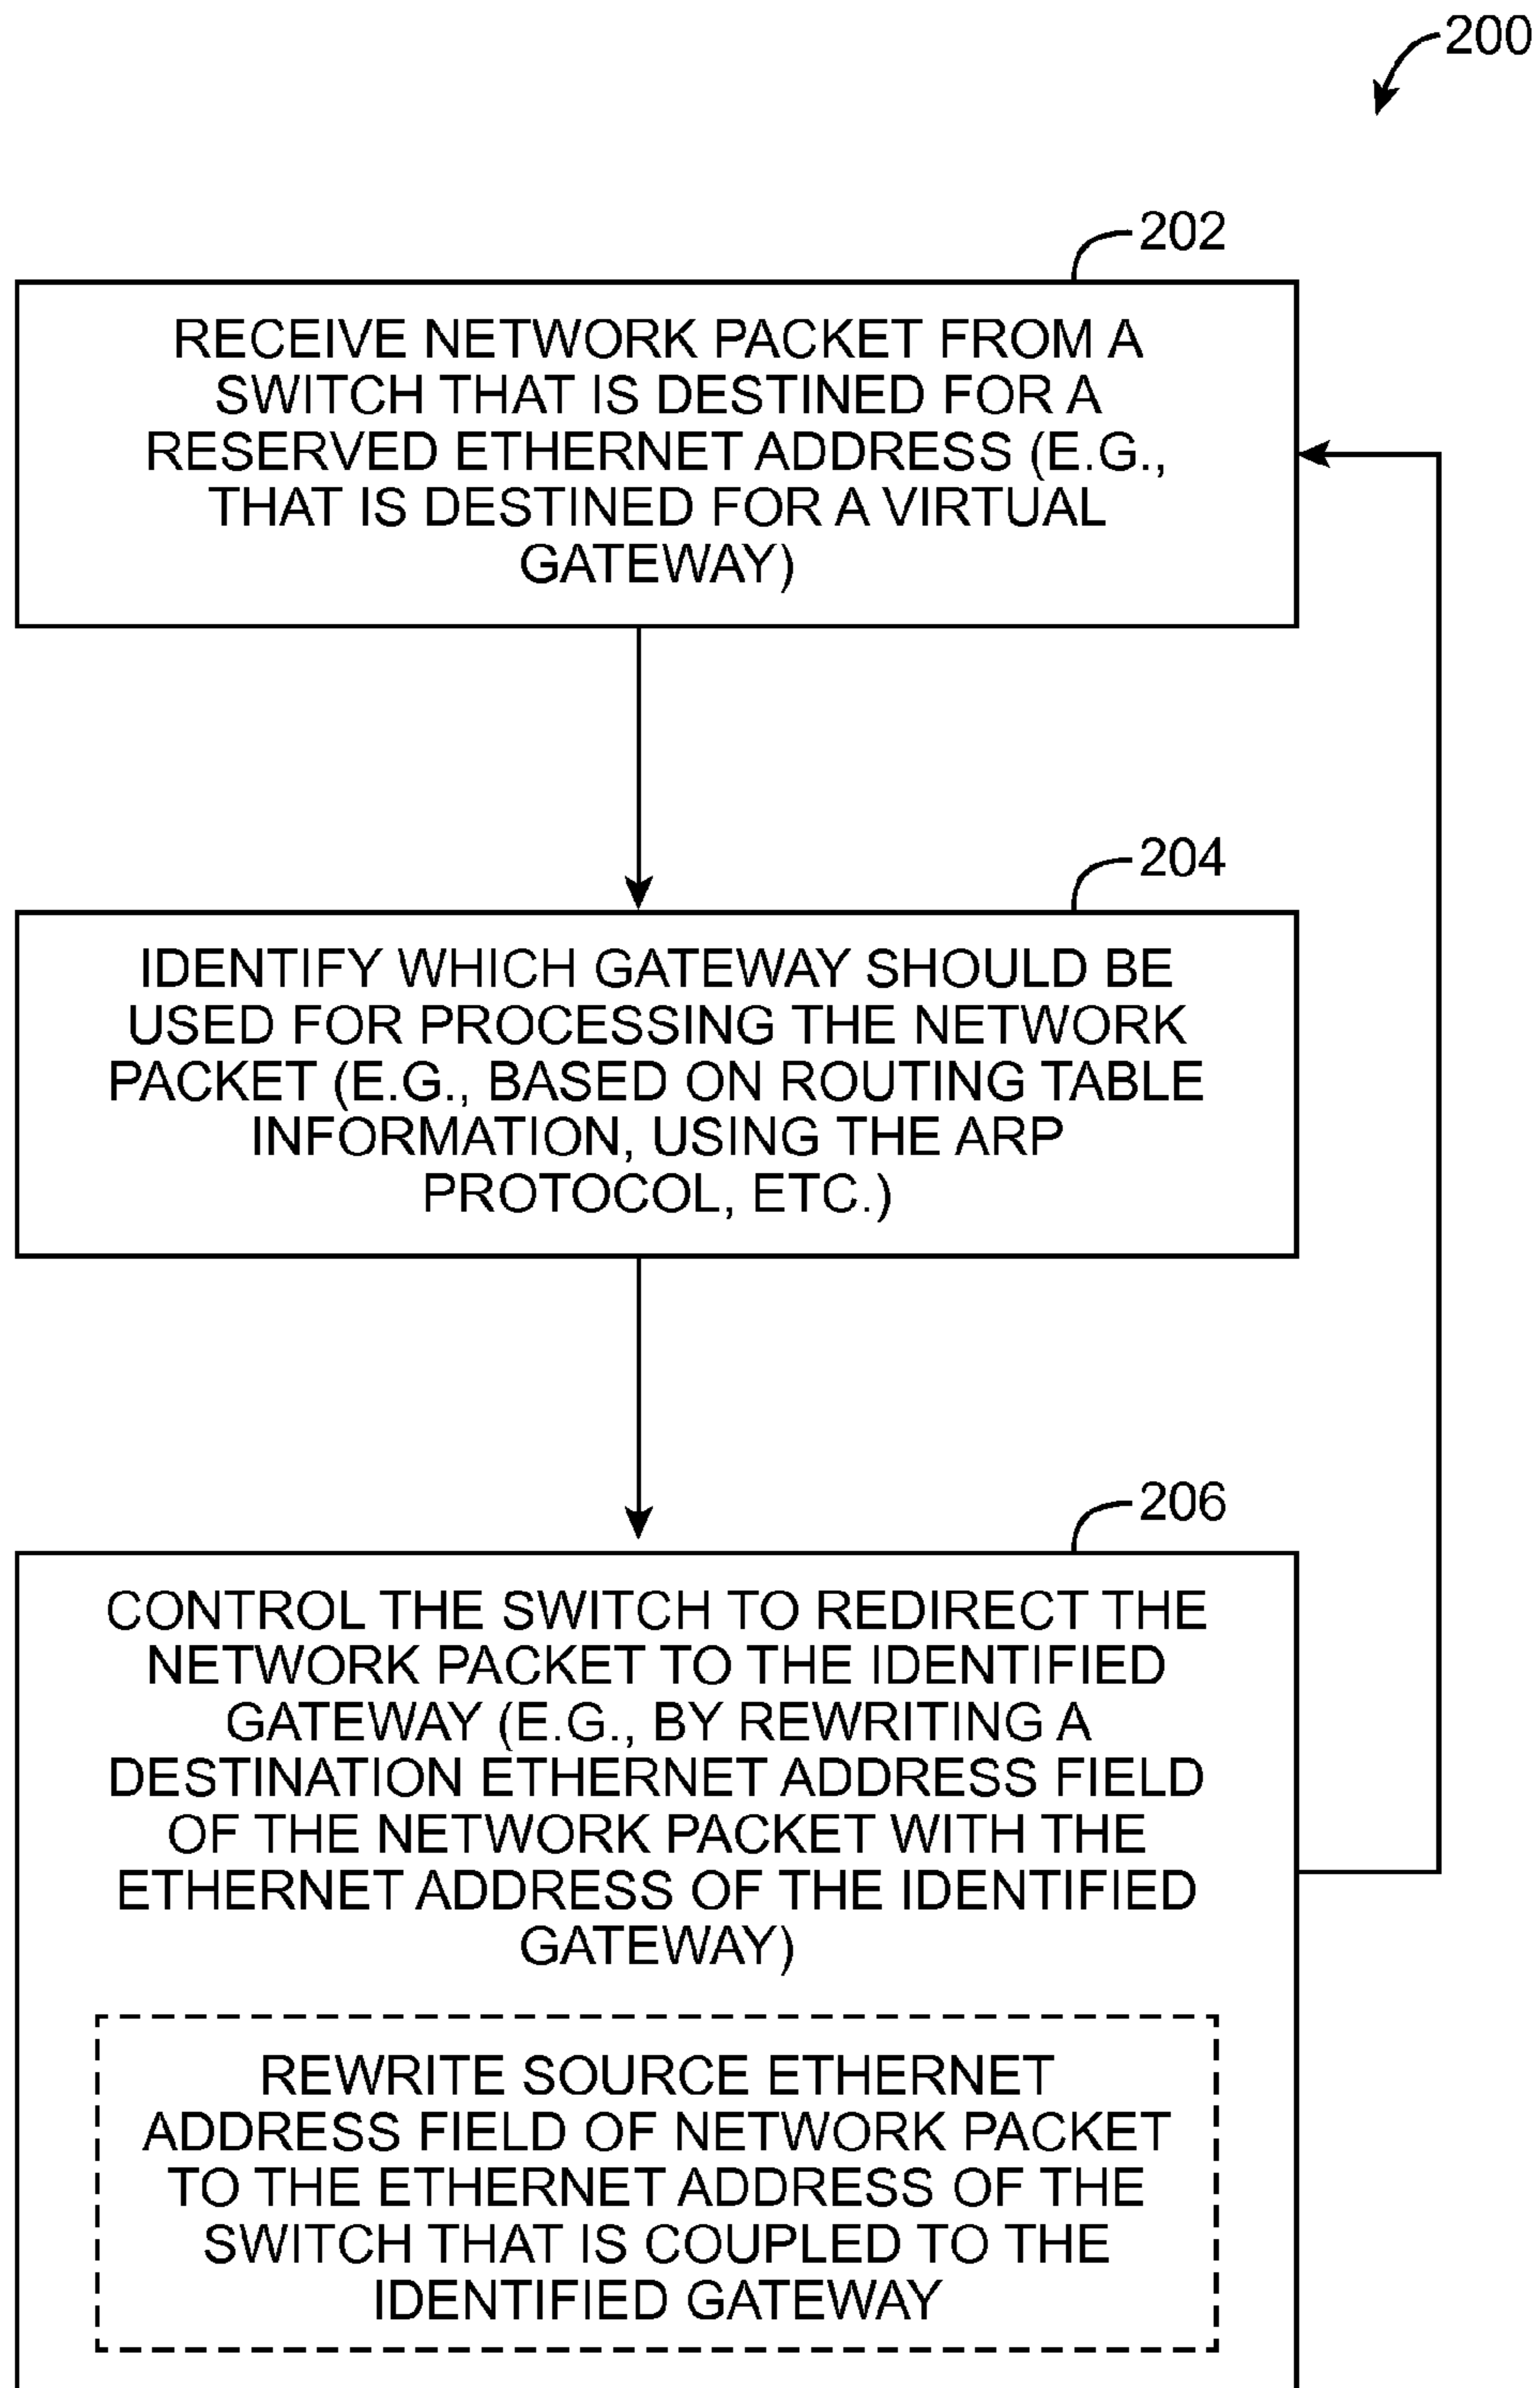 200
202
RECEIVE NETWORK PACKET FROM A
SWITCH THAT IS DESTINED FOR A
RESERVED ETHERNET ADDRESS (E.G.,
THAT IS DESTINED FOR A VIRTUAL
GATEWAY)
204
IDENTIFY WHICH GATEWAY SHOULD BE
USED FOR PROCESSING THE NETWORK
PACKET (E.G., BASED ON ROUTING TABLE
INFORMATION, USING THE ARP
PROTOCOL, ETC.)
206
CONTROL THE SWITCH TO REDIRECT THE
NETWORK PACKET TO THE IDENTIFIED
GATEWAY (E.G., BY REWRITING A
DESTINATION ETHERNET ADDRESS FIELD
OF THE NETWORK PACKET WITH THE
ETHERNET ADDRESS OF THE IDENTIFIED
GATEWAY)
REWRITE SOURCE ETHERNET
ADDRESS FIELD OF NETWORK PACKET
TO THE ETHERNET ADDRESS OF THE
SWITCH THAT IS COUPLED TO THE
IDENTIFIED GATEWAY